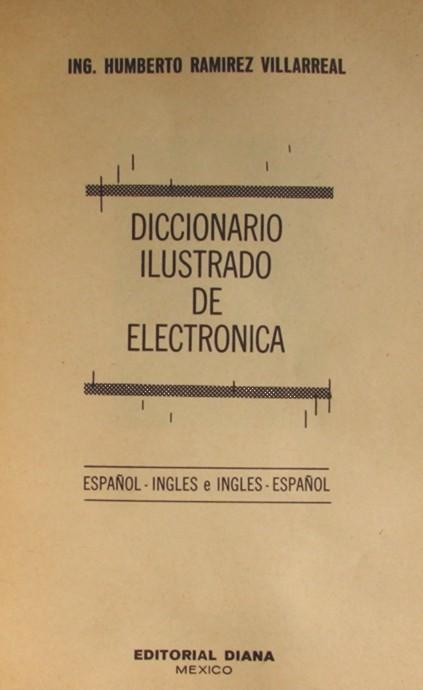 ING. HUMBERTO RAMIREZ VILLARREAL
DICCIONARIO
ILUSTRADO
DE
ELECTRONICA
ESPAÑOL - INGLES e INGLES - ESPAÑOL
EDITORIAL DIANA
MEXICO